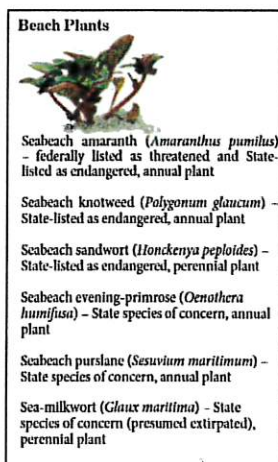 Beach Plants
Seabeach amaranth (Amaranthus pumilus)
– federally listed as threatened and State-
listed as endangered, annual plant
Seabeach knotweed (Polygonum glaucum) –
State-listed as endangered, annual plant
Seabeach sandwort (Honckenya peploides) –
State-listed as endangered, perennial plant
Seabeach evening-primrose (Oenothera
humifusa) – State species of concern, annual
plant
Seabeach purslane (Sesuvium maritimum) –
State species of concern, annual plant
Sea-milkwort (Glaux maritima) – State
species of concern (presumed extirpated),
perennial plant